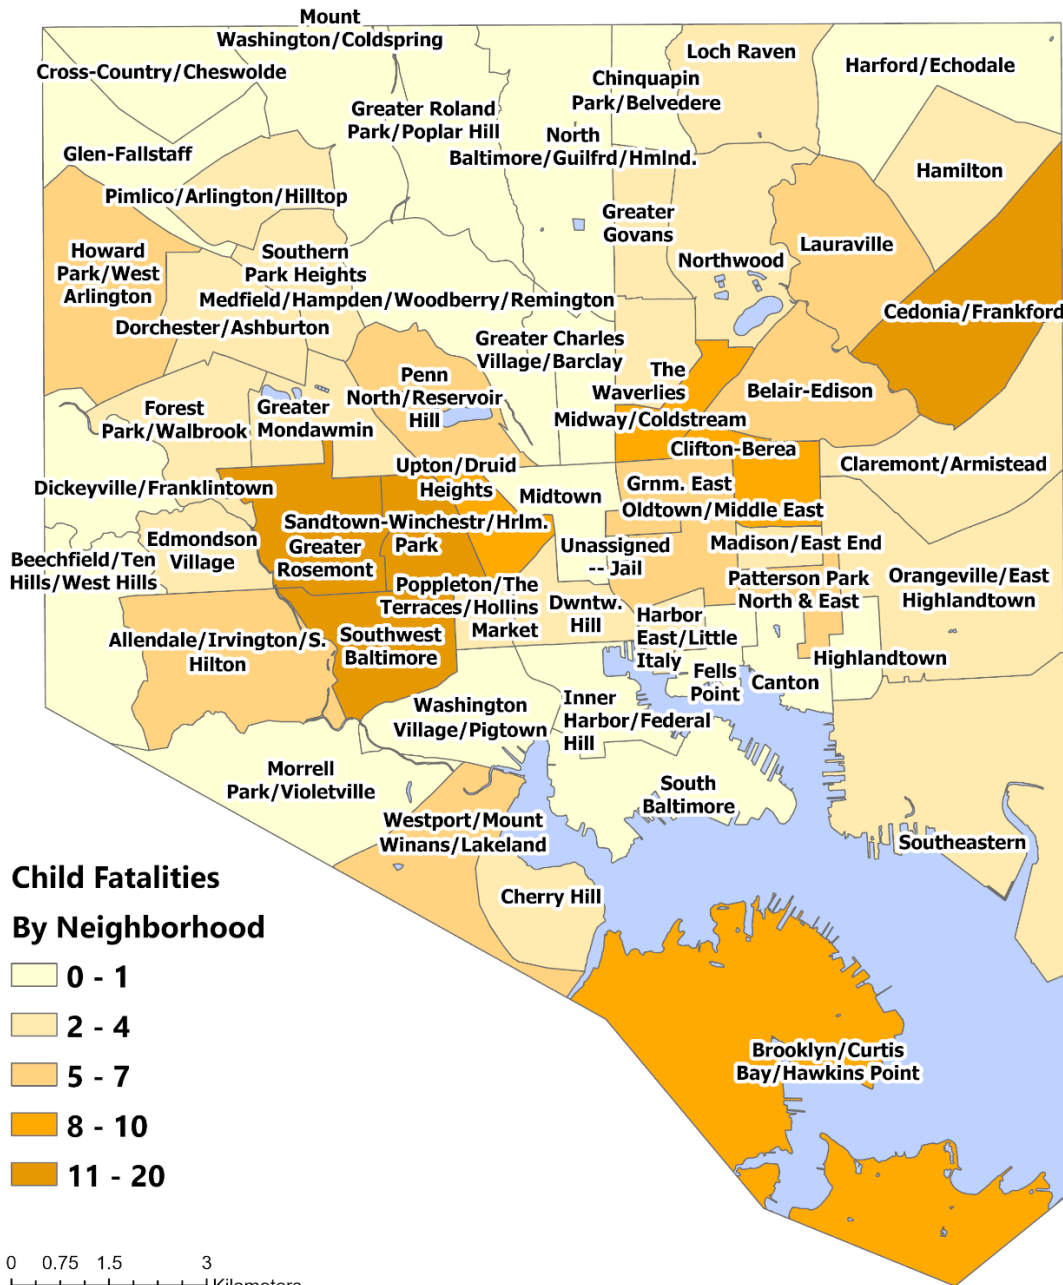 Mount
Washington/Coldspring
Loch Raven
Cross-Country/Cheswolde
Harford/Echodale
Chinquapin
Park/Belvedere
Greater Roland
Park/Poplar Hill
North
Baltimore/Guilfrd/Hmlnd.
Glen-Fallstaff
Hamilton
Pimlico/Arlington/Hilltop
Greater
Govans
Lauraville
Howard
Park/West
Arlington
Southern
Park Heights
Northwood
Medfield/Hampden/Woodberry/Remington
Cedonia/Frankford
Dorchester/Ashburton
Greater Charles
Village/Barclay
The
Waverlies
Penn
North/Reservoir
Hill
Belair-Edison
Forest
Park/Walbrook
Greater
Mondawmin
Midway/Coldstream
Clifton-Berea
Upton/Druid
Heights
Claremont/Armistead
Dickeyville/Franklintown
Midtown
Grnm. East
Oldtown/Middle East
Sandtown-Winchestr/Hrlm.
Park
Edmondson
Village
Greater
Rosemont
Unassigned
-- Jail
Madison/East End
Beechfield/Ten
Hills/West Hills
Poppleton/The
Terraces/Hollins
Market
Patterson Park
North & East
Orangeville/East
Highlandtown
Dwntw.
Hill
Harbor
East/Little
Italy
Allendale/Irvington/S.
Hilton
Southwest
Baltimore
Highlandtown
Fells
Point
Canton
Washington
Village/Pigtown
Inner
Harbor/Federal
Hill
Morrell
Park/Violetville
South
Baltimore
Westport/Mount
Winans/Lakeland
Southeastern
Cherry Hill
Brooklyn/Curtis
Bay/Hawkins Point
Child Fatalities
By Neighborhood
0 - 1
2 - 4
5 - 7
8 - 10
11 - 20
0 0.75 1.5 3
Kilometers